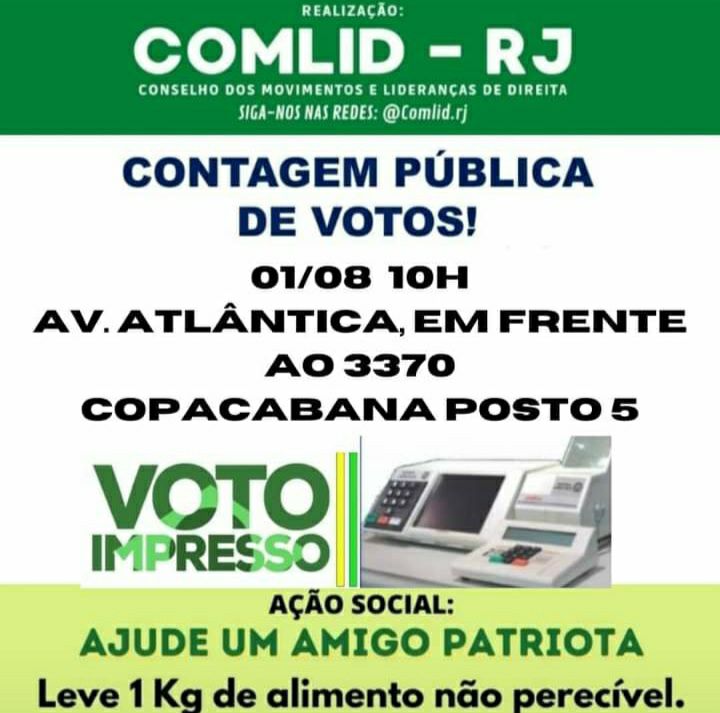 REALIZAÇÃO:
COMLID - RJ
CONSELHO DOS MOVIMENTOS E LIDERANÇAS DE DIREITA
SIGA-NOS NAS REDES: @Comlid.rj
CONTAGEM PÚBLICA
DE VOTOS!
01/08 10H
AV. ATLÂNTICA, EM FRENTE
AO 3370
COPACABANA POSTO 5
VOTO
IMPRESSO
AÇÃO SOCIAL:
AJUDE UM AMIGO PATRIOTA
Leve 1 Kg de alimento não perecível.